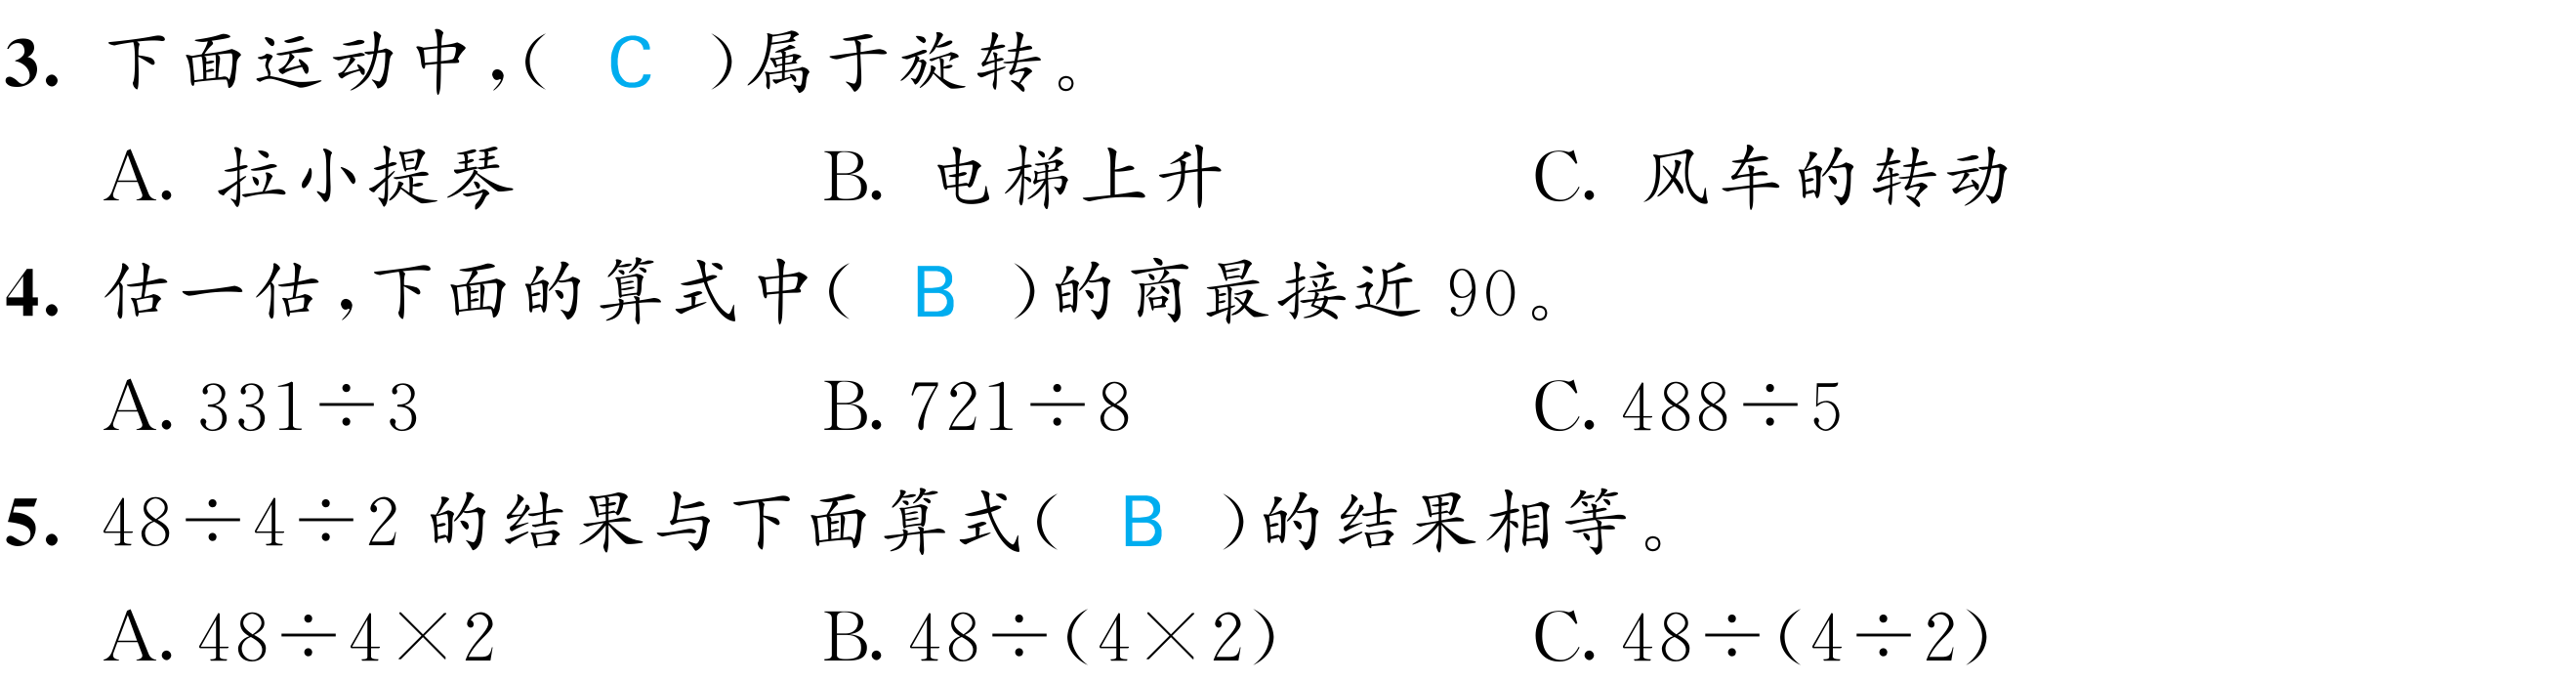 3. 下面运动中,( C )属于旋转。
A. 拉小提琴 B. 电梯上升 C. 风车的转动
4. 估一估,下面的算式中( B )的商最接近 90。
A. 331÷3 B. 721÷8 C. 488÷5
5. 48÷4÷2 的结果与下面算式( B )的结果相等。
A. 48÷4×2 B. 48÷(4×2) C. 48÷(4÷2)